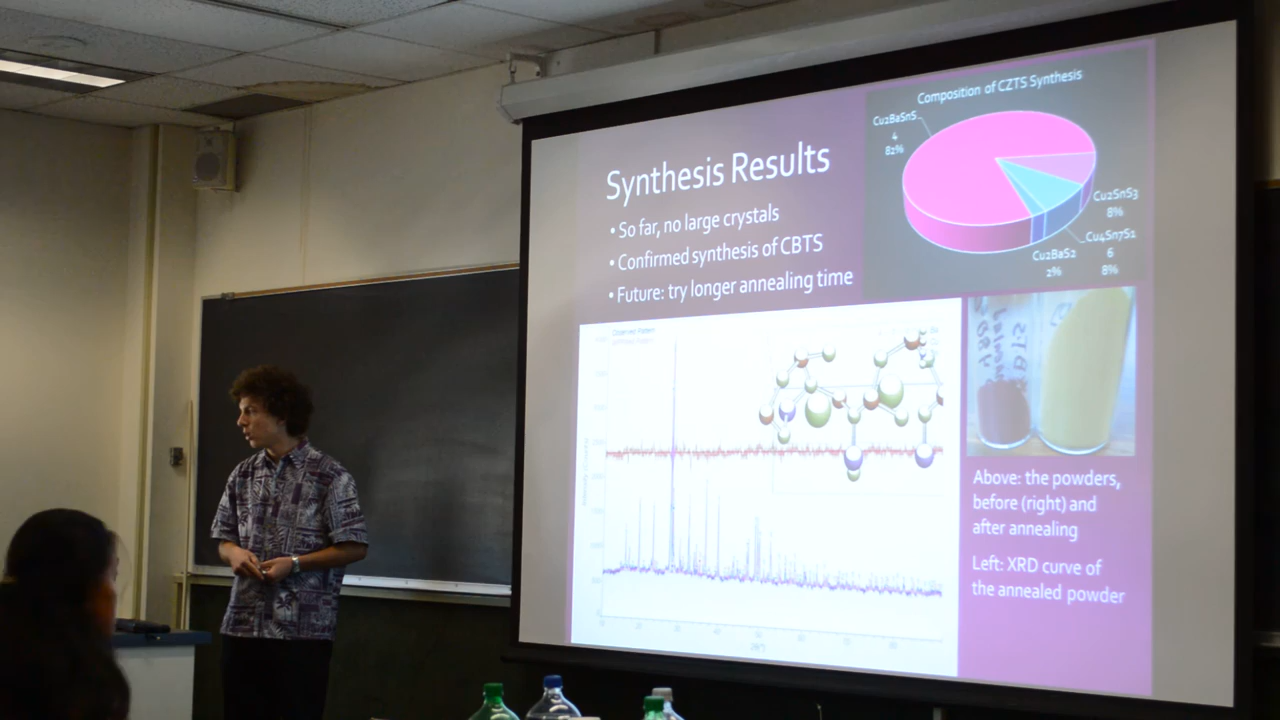 Composition of CZTS Synthesis
Cu2BaSnS
4
82%
Cu2SnS3
8%
Cu4Sn7S1
6
8%
Cu2BaS2
2%
Synthesis Results
• So far, no large crystals
• Confirmed synthesis of CBTS
• Future: try longer annealing time
Observed Pattern
Above: the powders,
before (right) and
after annealing
Left: XRD curve of
the annealed powder